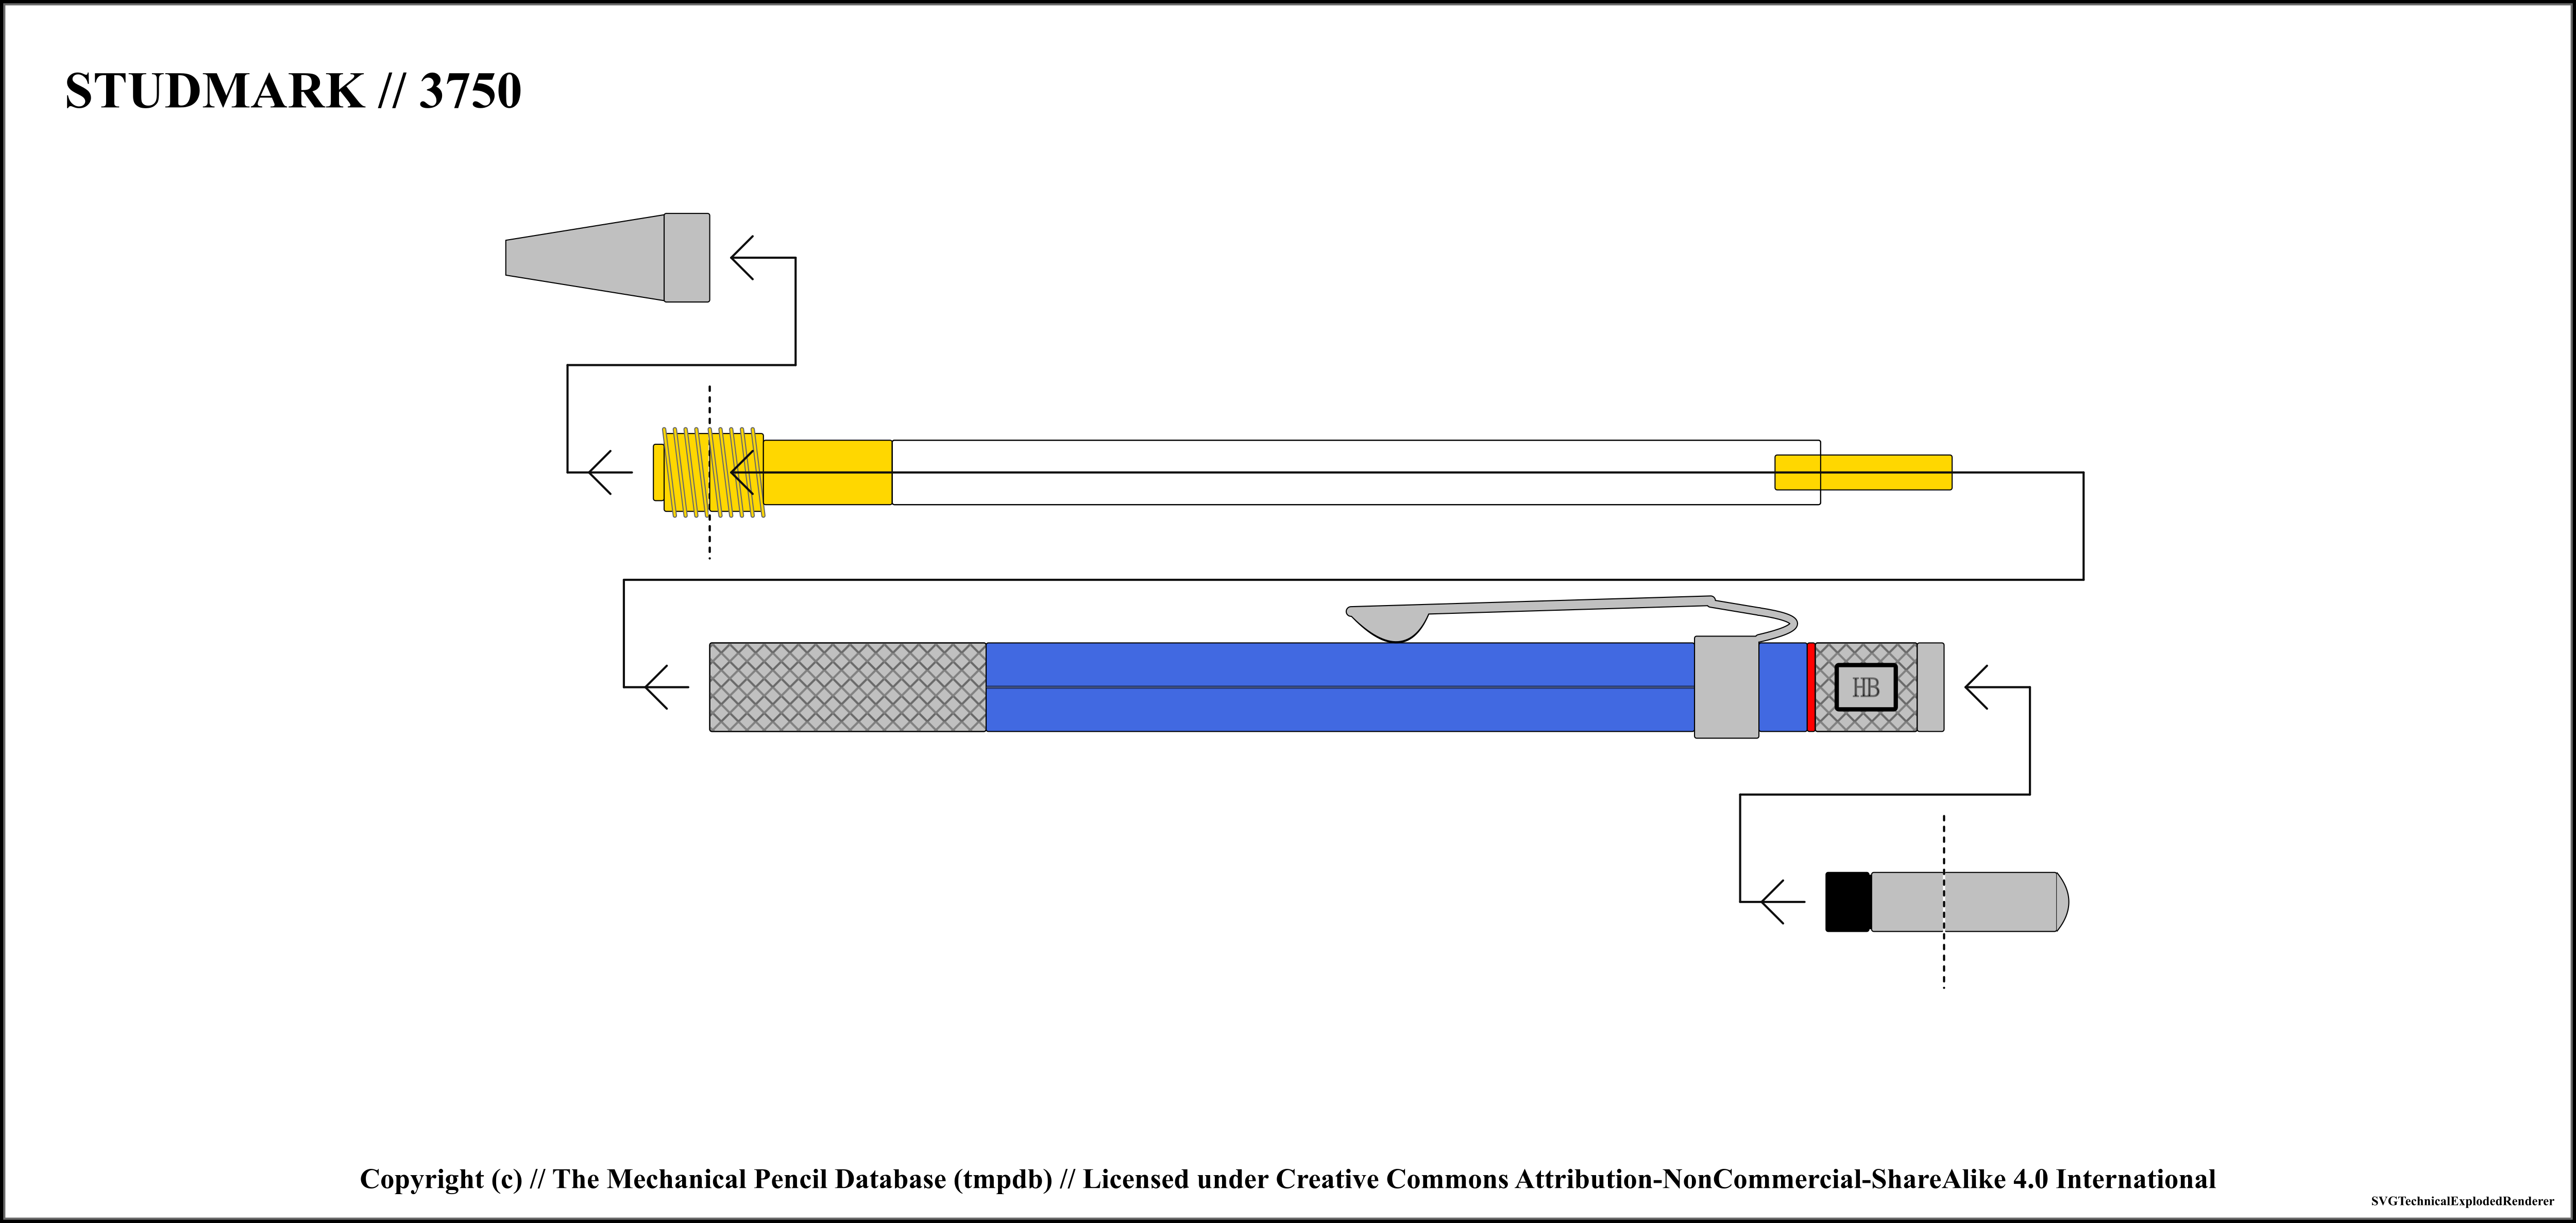 STUDMARK // 3750
HB
Copyright (c) // The Mechanical Pencil Database (tmpdb) // Licensed under Creative Commons Attribution-NonCommercial-ShareAlike 4.0 International
SVGTechnicalExplodedRenderer